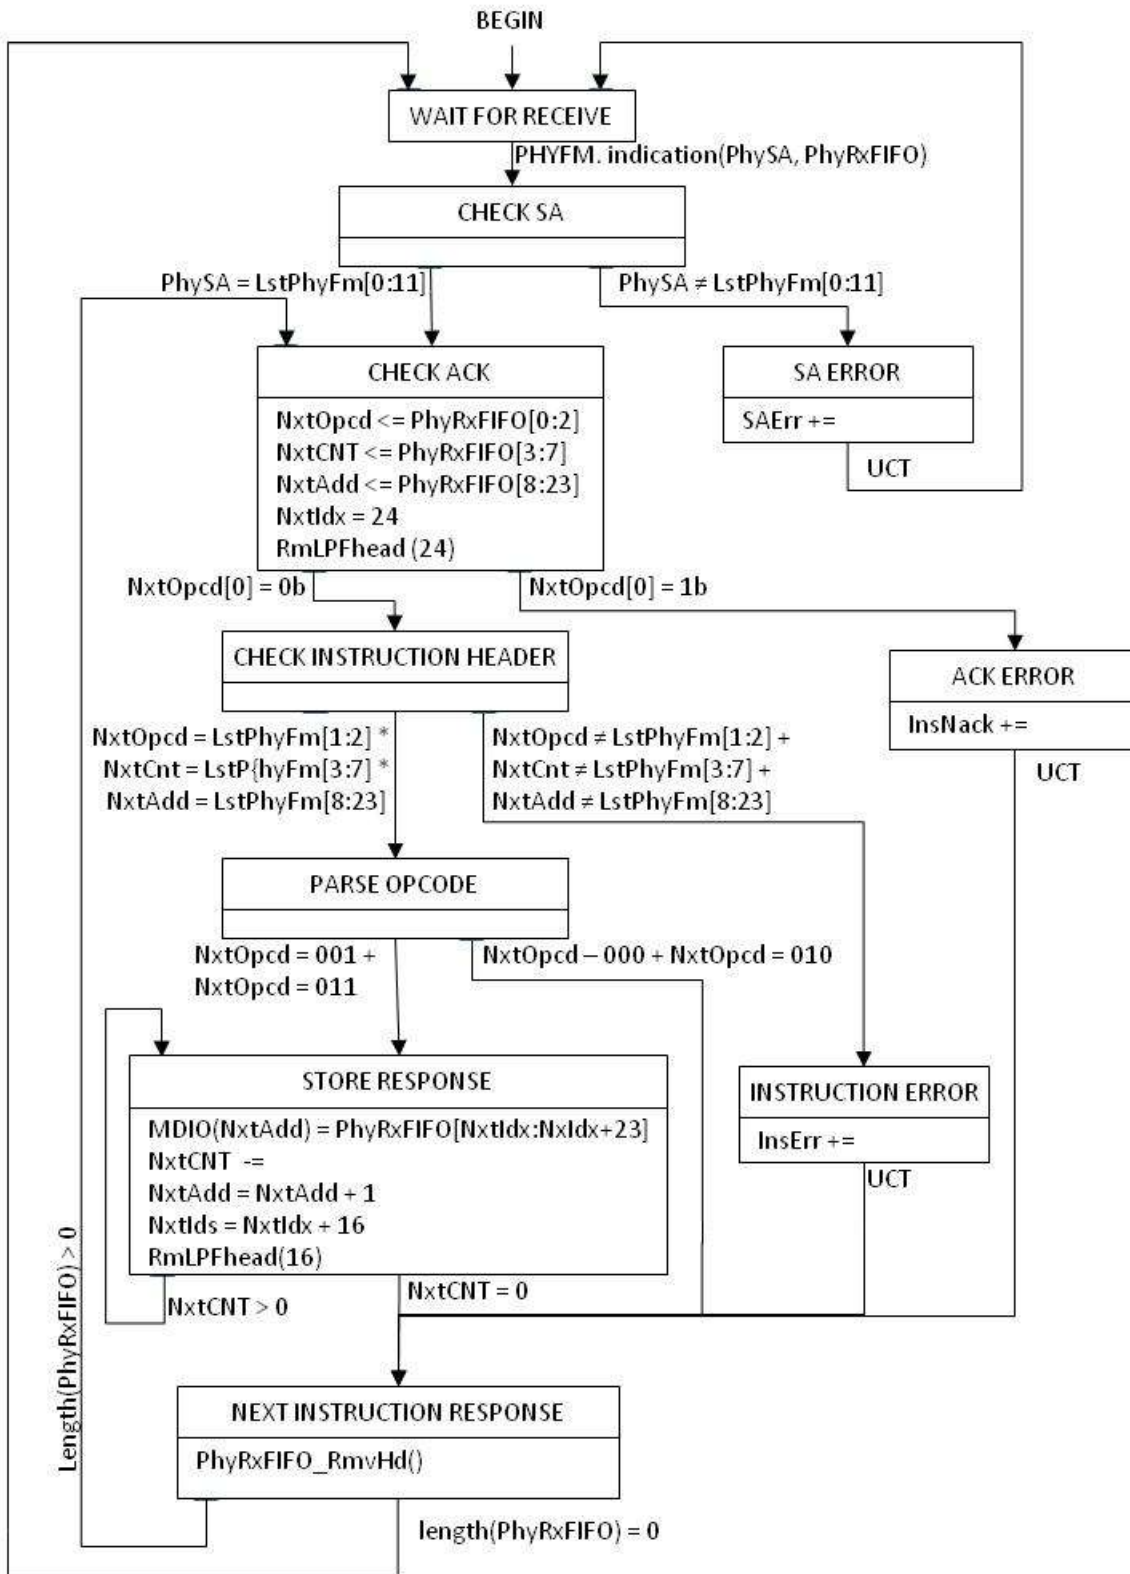 BEGIN
WAIT FOR RECEIVE
PHYFM. indication(PhySA, PhyRxFIFO)
CHECK SA
PhySA = LstPhyFm[0:11]
PhySA ≠ LstPhyFm[0:11]
CHECK ACK
NxtOpcd <= PhyRxFIFO[0:2]
NxtCNT <= PhyRxFIFO[3:7]
NxtAdd <= PhyRxFIFO[8:23]
NxtIdx = 24
RmLPFhead (24)
SA ERROR
SAErr +=
UCT
NxtOpcd[0] = 0b
NxtOpcd[0] = 1b
CHECK INSTRUCTION HEADER
ACK ERROR
InsNack +=
UCT
NxtOpcd = LstPhyFm[1:2] *
NxtCnt = LstP{hyFm[3:7] *
NxtAdd = LstPhyFm[8:23]
NxtOpcd ≠ LstPhyFm[1:2] +
NxtCnt ≠ LstPhyFm[3:7] +
NxtAdd ≠ LstPhyFm[8:23]
PARSE OPCODE
NxtOpcd = 001 +
NxtOpcd = 011
NxtOpcd – 000 + NxtOpcd = 010
STORE RESPONSE
MDIO(NxtAdd) = PhyRxFIFO[NxtIdx:NxIdx+23]
NxtCNT -=
NxtAdd = NxtAdd + 1
NxtIds = NxtIdx + 16
RmLPFhead(16)
INSTRUCTION ERROR
InsErr +=
UCT
NxtCNT > 0
NxtCNT = 0
Length(PhyRxFIFO) > 0
NEXT INSTRUCTION RESPONSE
PhyRxFIFO_RmvHd()
length(PhyRxFIFO) = 0